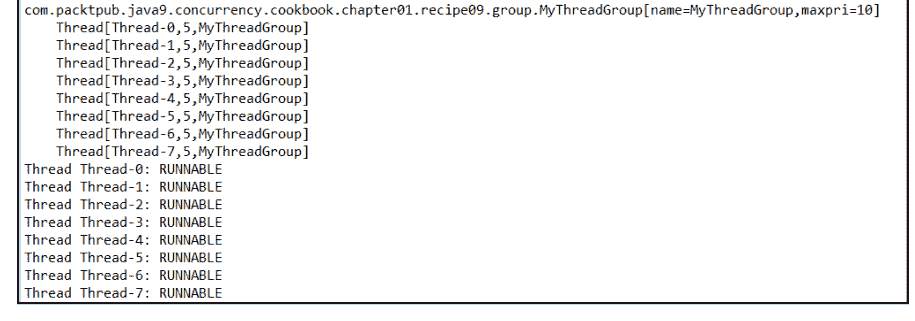 com.packtpub.java9.concurrency.cookbook.chapter01.recipe09.group.MyThreadGroup[name=MyThreadGroup,maxpri=10]
    Thread[Thread-0,5,MyThreadGroup]
    Thread[Thread-1,5,MyThreadGroup]
    Thread[Thread-2,5,MyThreadGroup]
    Thread[Thread-3,5,MyThreadGroup]
    Thread[Thread-4,5,MyThreadGroup]
    Thread[Thread-5,5,MyThreadGroup]
    Thread[Thread-6,5,MyThreadGroup]
    Thread[Thread-7,5,MyThreadGroup]
Thread Thread-0: RUNNABLE
Thread Thread-1: RUNNABLE
Thread Thread-2: RUNNABLE
Thread Thread-3: RUNNABLE
Thread Thread-4: RUNNABLE
Thread Thread-5: RUNNABLE
Thread Thread-6: RUNNABLE
Thread Thread-7: RUNNABLE